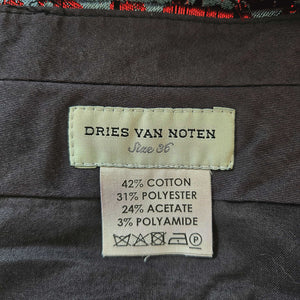 DRIES VAN NOTEN
Size 36
42% COTTON
31% POLYESTER
24% ACETATE
3% POLYAMIDE
P